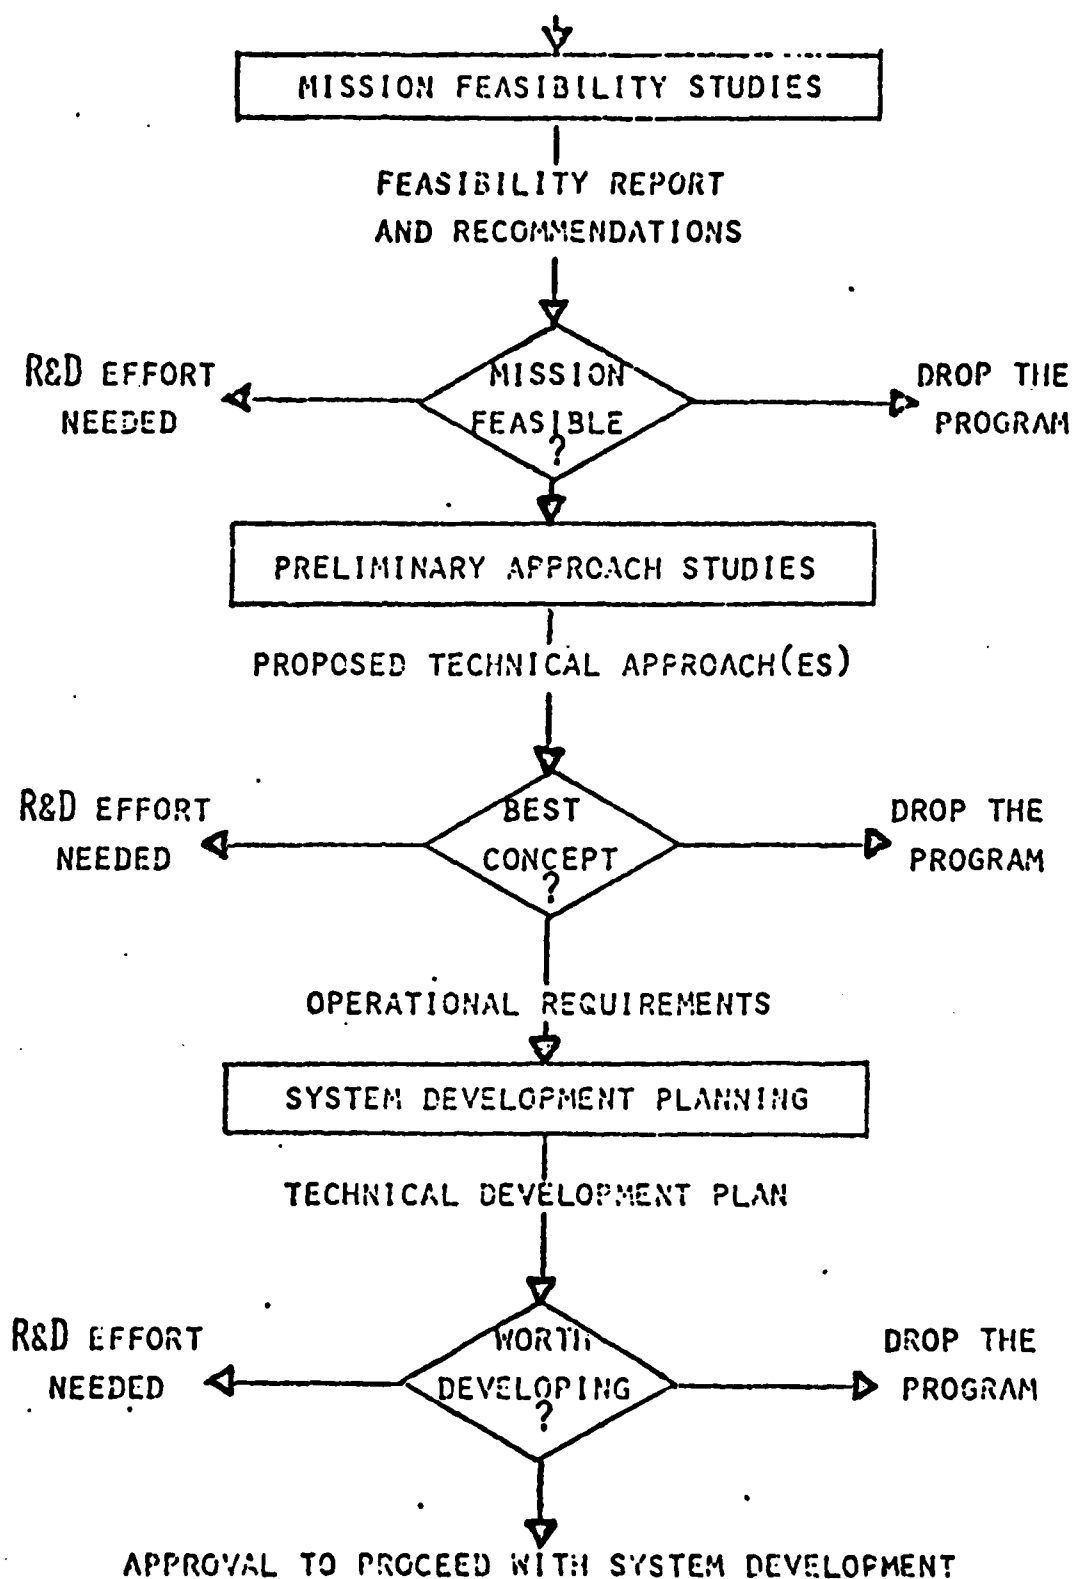 MISSION FEASIBILITY STUDIES
FEASIBILITY REPORT
AND RECOMMENDATIONS
R&D EFFORT
NEEDED
MISSION
FEASIBLE
?
DROP THE
PROGRAM
PRELIMINARY APPROACH STUDIES
PROPOSED TECHNICAL APPROACH(ES)
R&D EFFORT
NEEDED
BEST
CONCEPT
?
DROP THE
PROGRAM
OPERATIONAL REQUIREMENTS
SYSTEM DEVELOPMENT PLANNING
TECHNICAL DEVELOPMENT PLAN
R&D EFFORT
NEEDED
WORTH
DEVELOPING
?
DROP THE
PROGRAM
APPROVAL TO PROCEED WITH SYSTEM DEVELOPMENT